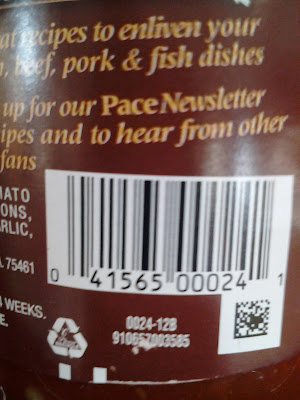 at recipes to enliven your
, beef, pork & fish dishes
up for our Pace Newsletter
ipes and to hear from other
fans
MATO
ONS,
ARLIC,
75461
WEEKS.
E.
0 41565 00024 1
0024-12B
910657003585